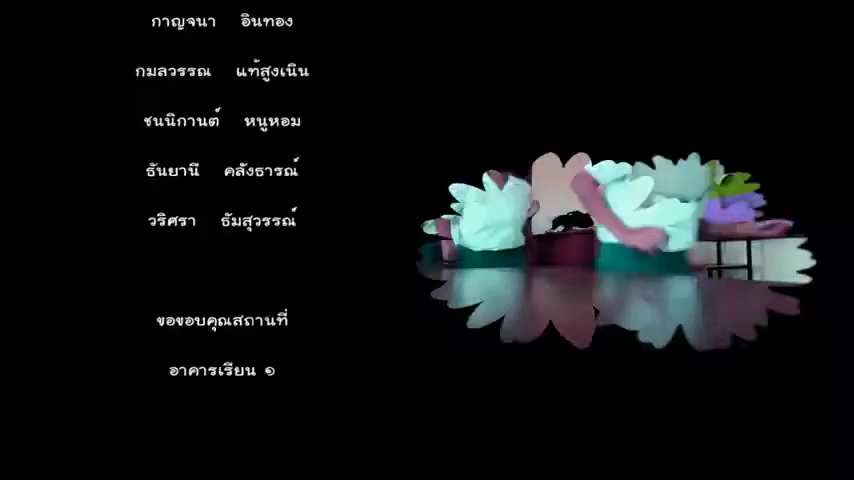 กาญจนา อินทอง
กมลวรรณ แท้สูงเนิน
ชนนิกานต์ หนูหอม
ธันยานี คลังธารณ์
วริศรา ธัมสุวรรณ์
ขอขอบคุณสถานที่
อาคารเรียน ๑